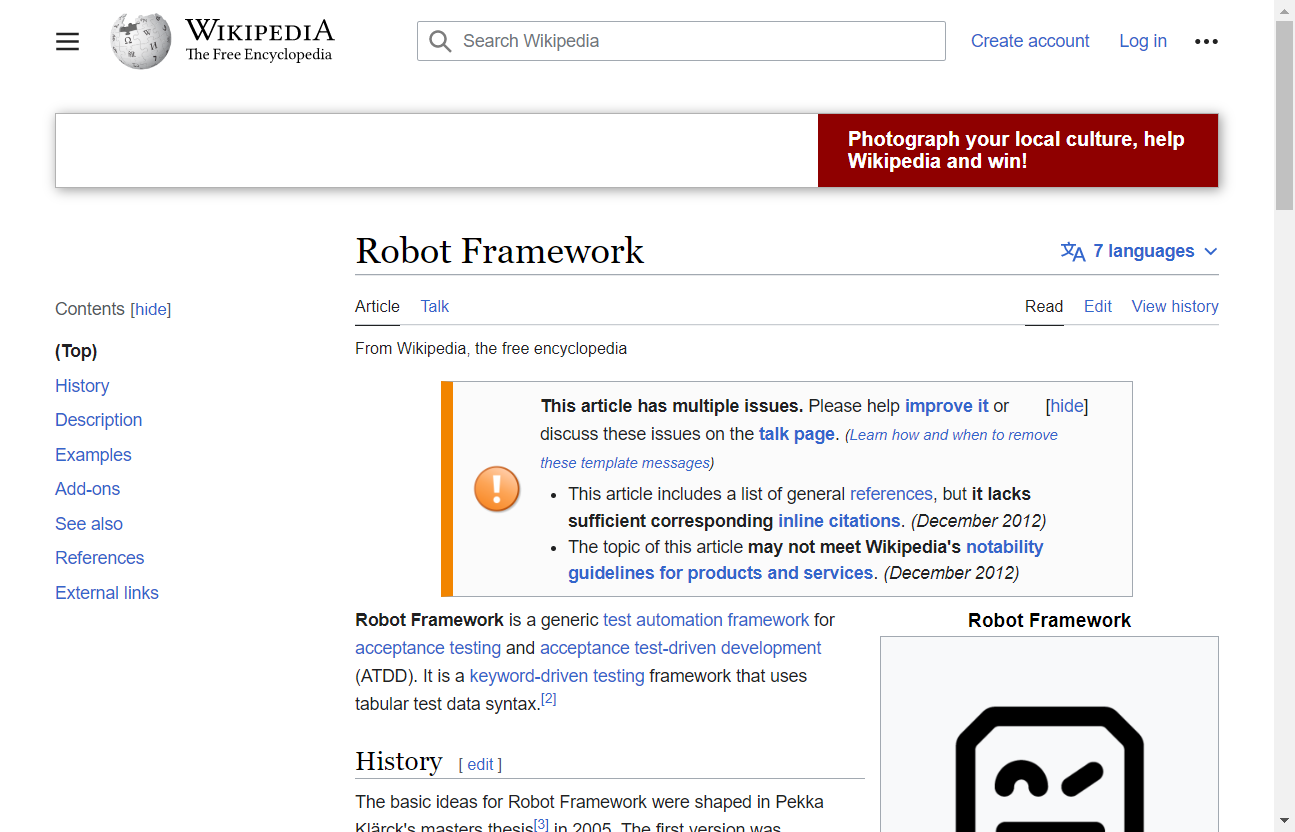 WIKIPEDIA
The Free Encyclopedia
Search Wikipedia
Create account
Log in
Photograph your local culture, help
Wikipedia and win!
Robot Framework
7 languages
Contents [hide]
(Top)
History
Description
Examples
Add-ons
See also
References
External links
Article Talk
Read Edit View history
From Wikipedia, the free encyclopedia
This article has multiple issues. Please help improve it or [hide]
discuss these issues on the talk page. (Learn how and when to remove
these template messages)
• This article includes a list of general references, but it lacks
sufficient corresponding inline citations. (December 2012)
• The topic of this article may not meet Wikipedia's notability
guidelines for products and services. (December 2012)
Robot Framework is a generic test automation framework for
acceptance testing and acceptance test-driven development
(ATDD). It is a keyword-driven testing framework that uses
tabular test data syntax.[2]
Robot Framework
History [ edit ]
The basic ideas for Robot Framework were shaped in Pekka
Klärck's masters thesis[3] in 2005. The first version was